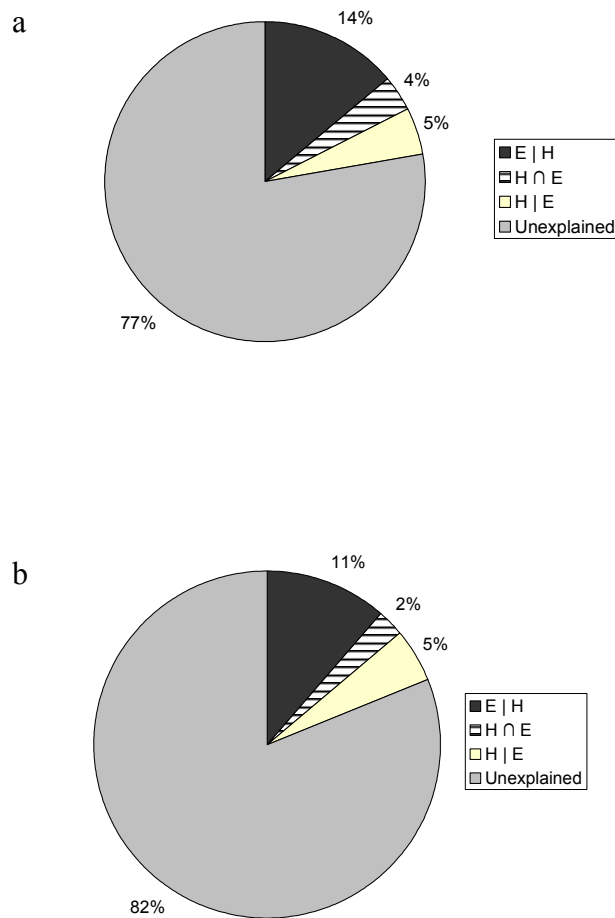 a
14%
4%
5%
77%
E | H
H ∩ E
H | E
Unexplained
b
11%
2%
5%
82%
E | H
H ∩ E
H | E
Unexplained